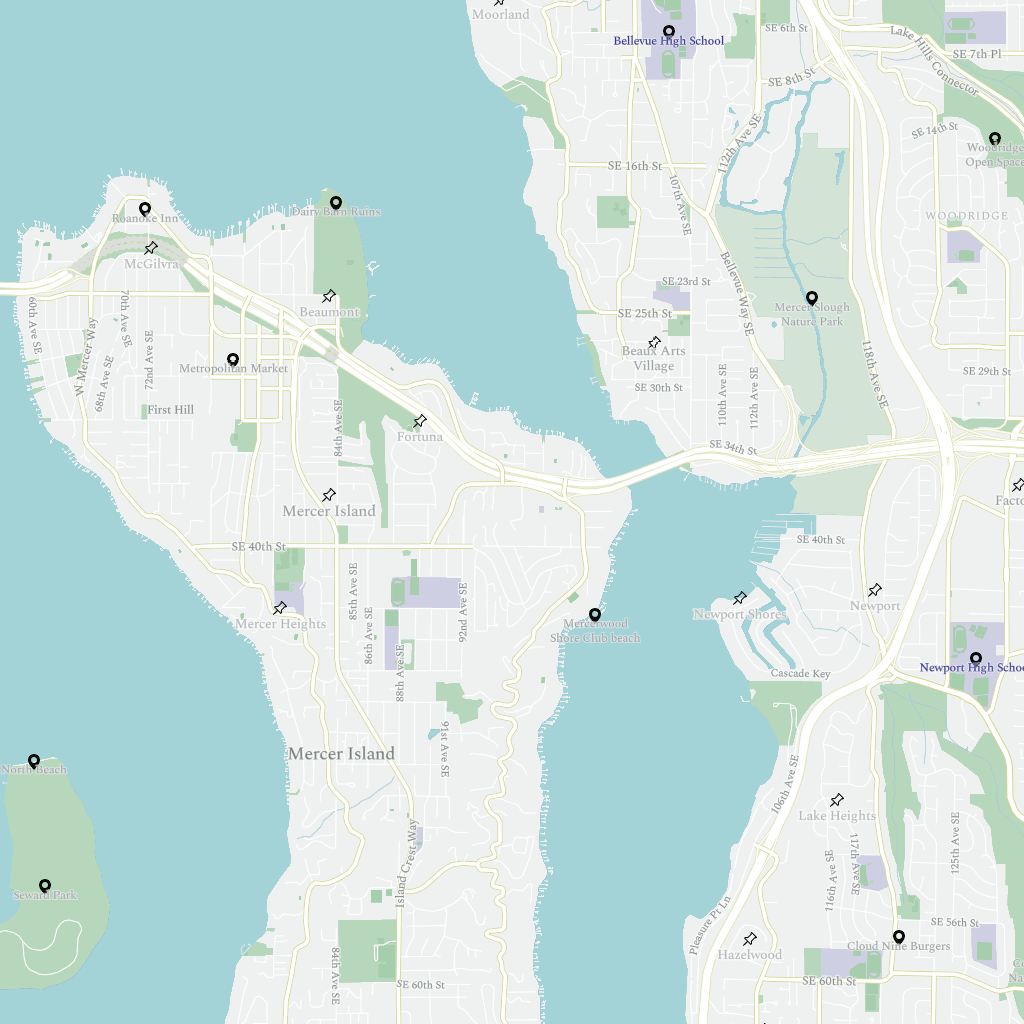 Moorland
Bellevue High School
SE 6th St
Lake Hills Connector
SE 7th Pl
SE 8th St
112th Ave SE
SE 14th St
Woodridge
Open Space
SE 16th St
107th Ave SE
WOODRIDGE
Roanoke Inn
Dairy Barn Ruins
McGilvra
Bellevue Way SE
SE 23rd St
60th Ave SE
70th Ave SE
Beaumont
SE 25th St
Mercer Slough
Nature Park
W Mercer Way
72nd Ave SE
68th Ave SE
Beaux Arts
Village
118th Ave SE
Metropolitan Market
SE 29th St
SE 30th St
110th Ave SE
112th Ave SE
First Hill
84th Ave SE
Fortuna
SE 34th St
Mercer Island
SE 40th St
SE 40th St
85th Ave SE
86th Ave SE
92nd Ave SE
Mercer Heights
Newport Shores
Newport
Mercerwood
Shore Club beach
88th Ave SE
Cascade Key
91st Ave SE
Mercer Island
North Beach
106th Ave SE
Lake Heights
Island Crest Way
117th Ave SE
116th Ave SE
125th Ave SE
Seward Park
Pleasure Pt Ln
SE 56th St
Cloud Nine Burgers
Hazelwood
84th Ave SE
SE 60th St
SE 60th St